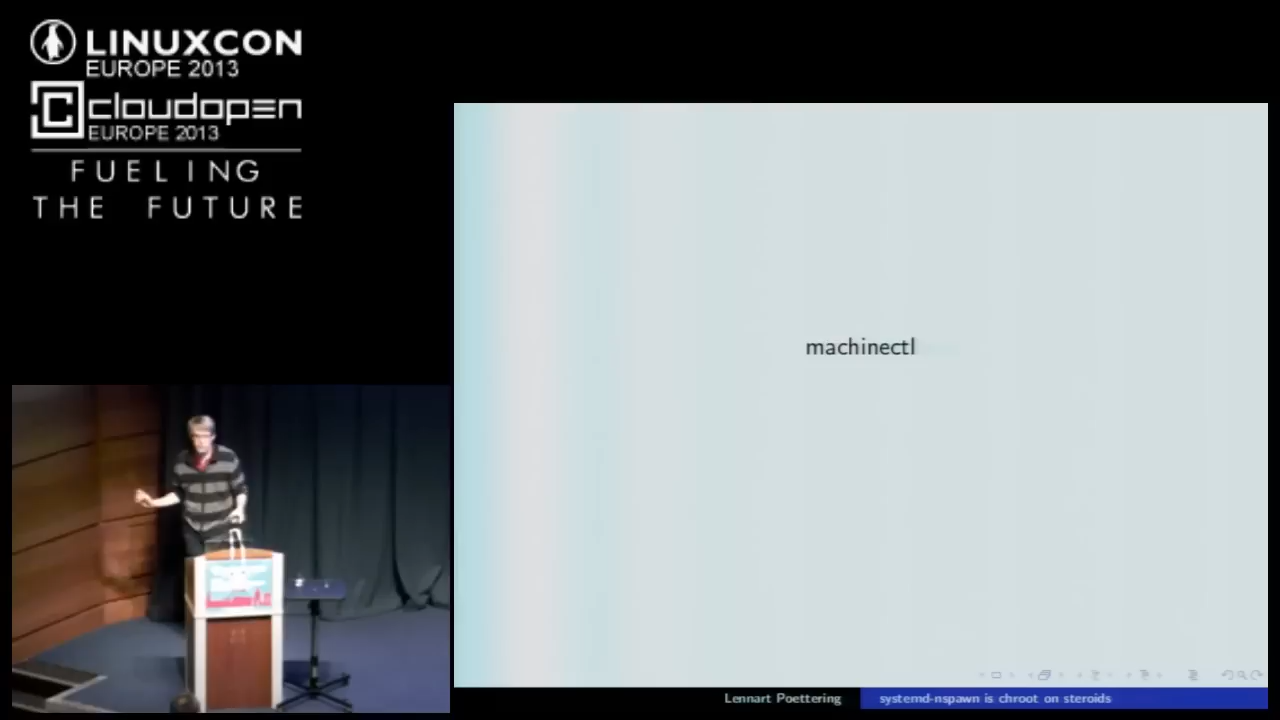 LINUXCON
EUROPE 2013
cloudopen
EUROPE 2013
FUELING
THE FUTURE
machinectl
Lennart Poettering
systemd-nspawn is chroot on steroids